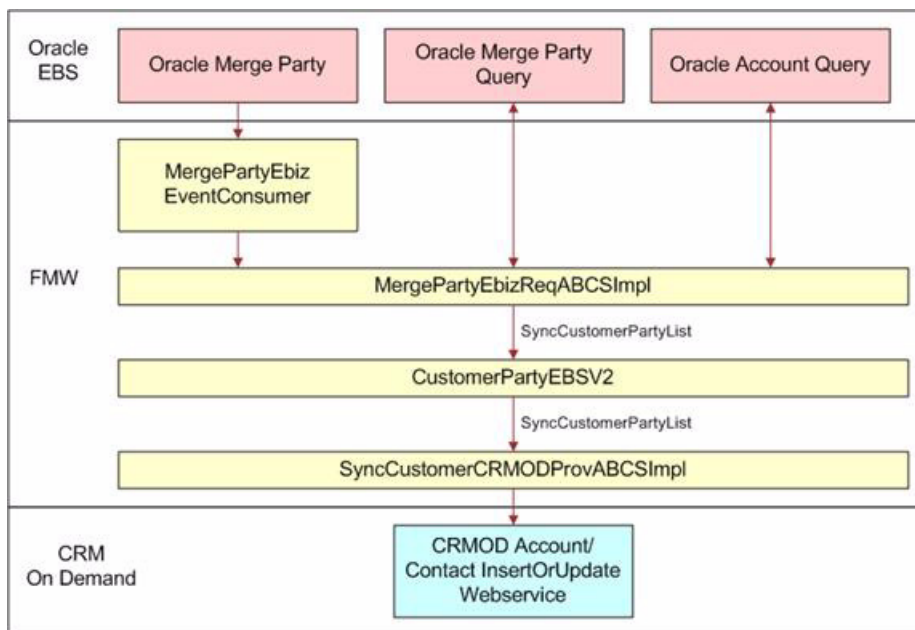 Oracle
EBS
Oracle Merge Party
Oracle Merge Party
Query
Oracle Account Query
MergePartyEbiz
EventConsumer
FMW
MergePartyEbizReqABCSImpl
SyncCustomerPartyList
CustomerPartyEBSV2
SyncCustomerPartyList
SyncCustomerCRMODProvABCSImpl
CRM
On Demand
CRMOD Account/
Contact InsertOrUpdate
Webservice